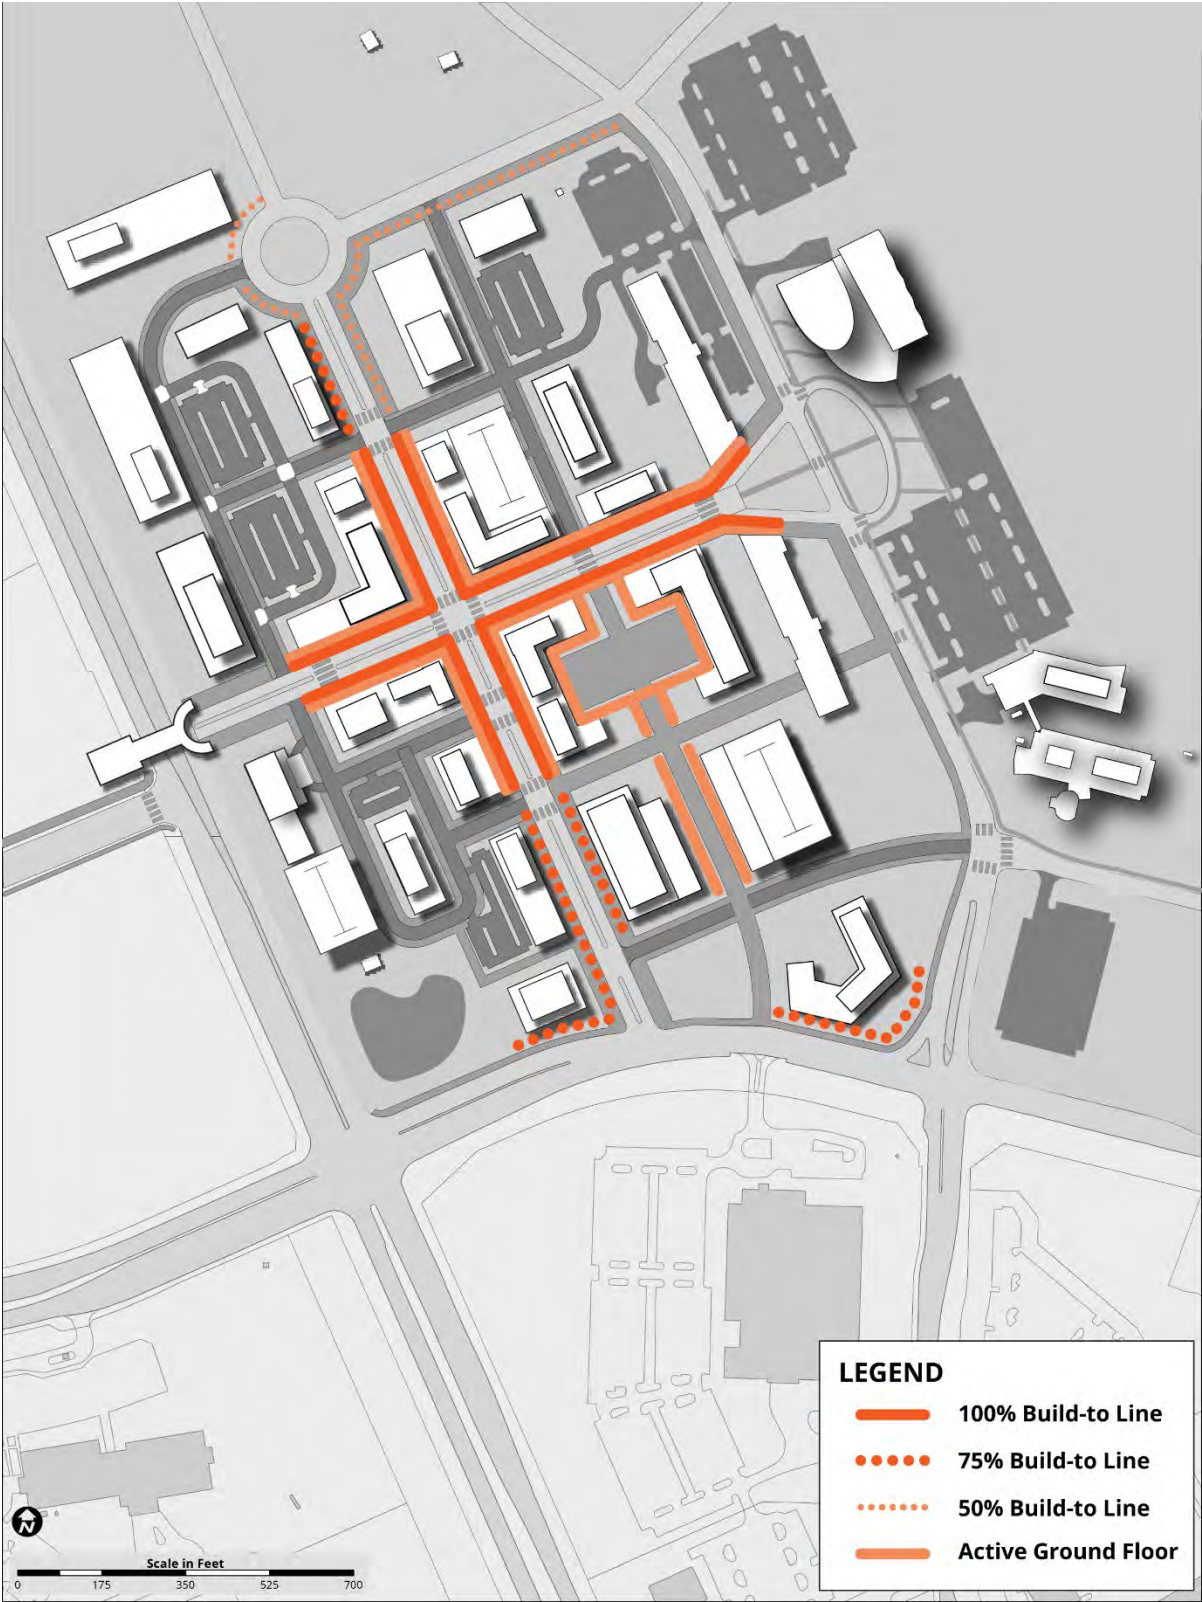 LEGEND
100% Build-to Line
75% Build-to Line
50% Build-to Line
Active Ground Floor
N
Scale in Feet
0 175 350 525 700